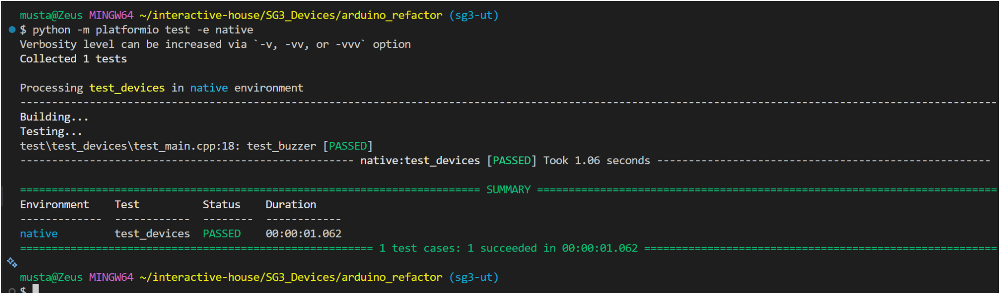 musta@Zeus MINGW64 ~/interactive-house/SG3_Devices/arduino_refactor (sg3-ut)
$ python -m platformio test -e native
Verbosity level can be increased via `-v, -vv, or -vvv` option
Collected 1 tests
Processing test_devices in native environment
-----------------------------------------------------------------------------------------------------------------------------------------------------------
Building...
Testing...
test\test_devices\test_main.cpp:18: test_buzzer [PASSED]
----------------------------------------------------- native:test_devices [PASSED] Took 1.06 seconds -----------------------------------------------------
========================================================================= SUMMARY =========================================================================
Environment    Test          Status    Duration
-------------  ------------  --------  ------------
native         test_devices  PASSED    00:00:01.062
======================================================== 1 test cases: 1 succeeded in 00:00:01.062 ========================================================
musta@Zeus MINGW64 ~/interactive-house/SG3_Devices/arduino_refactor (sg3-ut)
$